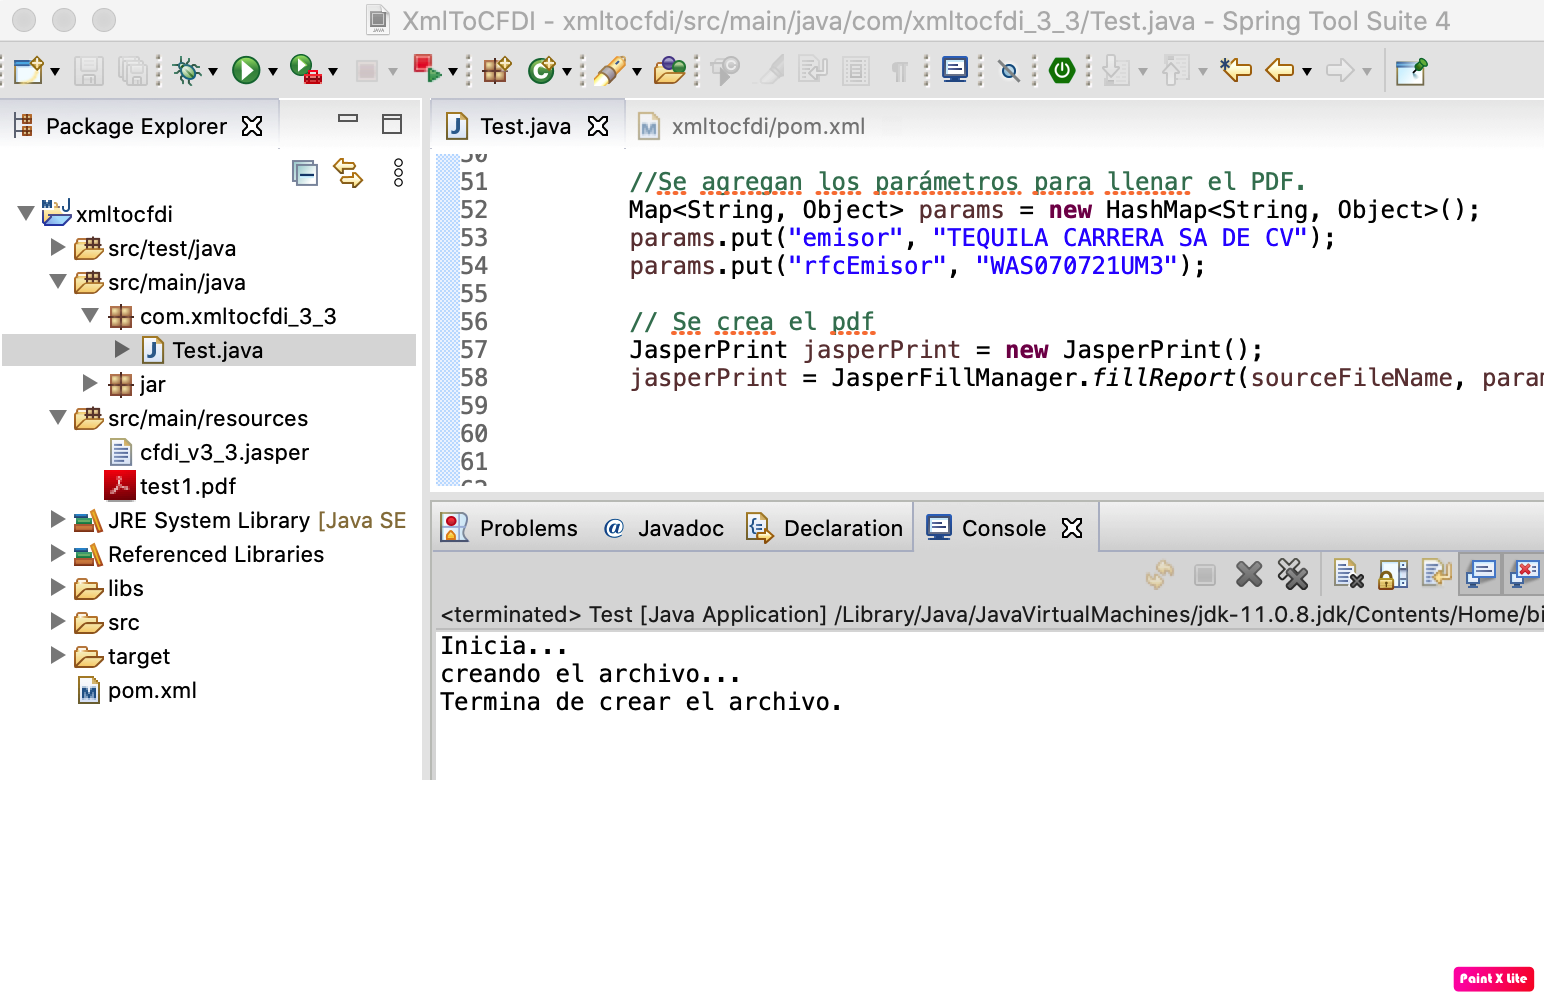 XmlToCFDI - xmltocfdi/src/main/java/com/xmltocfdi_3_3/Test.java - Spring Tool Suite 4
Package Explorer
xmltocfdi
src/test/java
src/main/java
com.xmltocfdi_3_3
Test.java
jar
src/main/resources
cfdi_v3_3.jasper
test1.pdf
JRE System Library [Java SE
Referenced Libraries
libs
src
target
pom.xml
Test.java
xmltocfdi/pom.xml
50
51 //Se agregan los parámetros para llenar el PDF.
52 Map<String, Object> params = new HashMap<String, Object>();
53 params.put("emisor", "TEQUILA CARRERA SA DE CV");
54 params.put("rfcEmisor", "WAS070721UM3");
55
56 // Se crea el pdf
57 JasperPrint jasperPrint = new JasperPrint();
58 jasperPrint = JasperFillManager.fillReport(sourceFileName, param
59
60
61
Problems @ Javadoc Declaration Console
<terminated> Test [Java Application] /Library/Java/JavaVirtualMachines/jdk-11.0.8.jdk/Contents/Home/bi
Inicia...
creando el archivo...
Termina de crear el archivo.
Paint X Lite